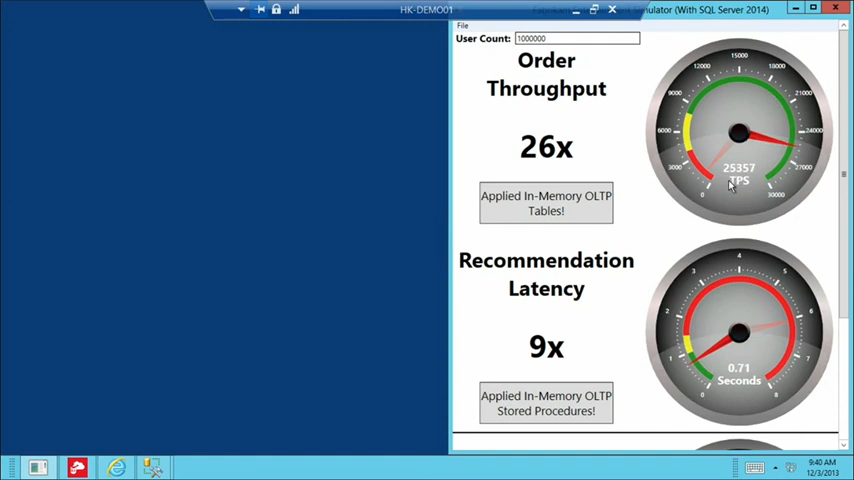 HK-DEMO01
Simulator (With SQL Server 2014)
File
User Count: 1000000
Order
Throughput
26x
Applied In-Memory OLTP
Tables!
0
3000
6000
9000
12000
15000
18000
21000
24000
27000
30000
25357
TPS
Recommendation
Latency
9x
Applied In-Memory OLTP
Stored Procedures!
0
1
2
3
4
5
6
7
8
0.71
Seconds
9:40 AM
12/3/2013